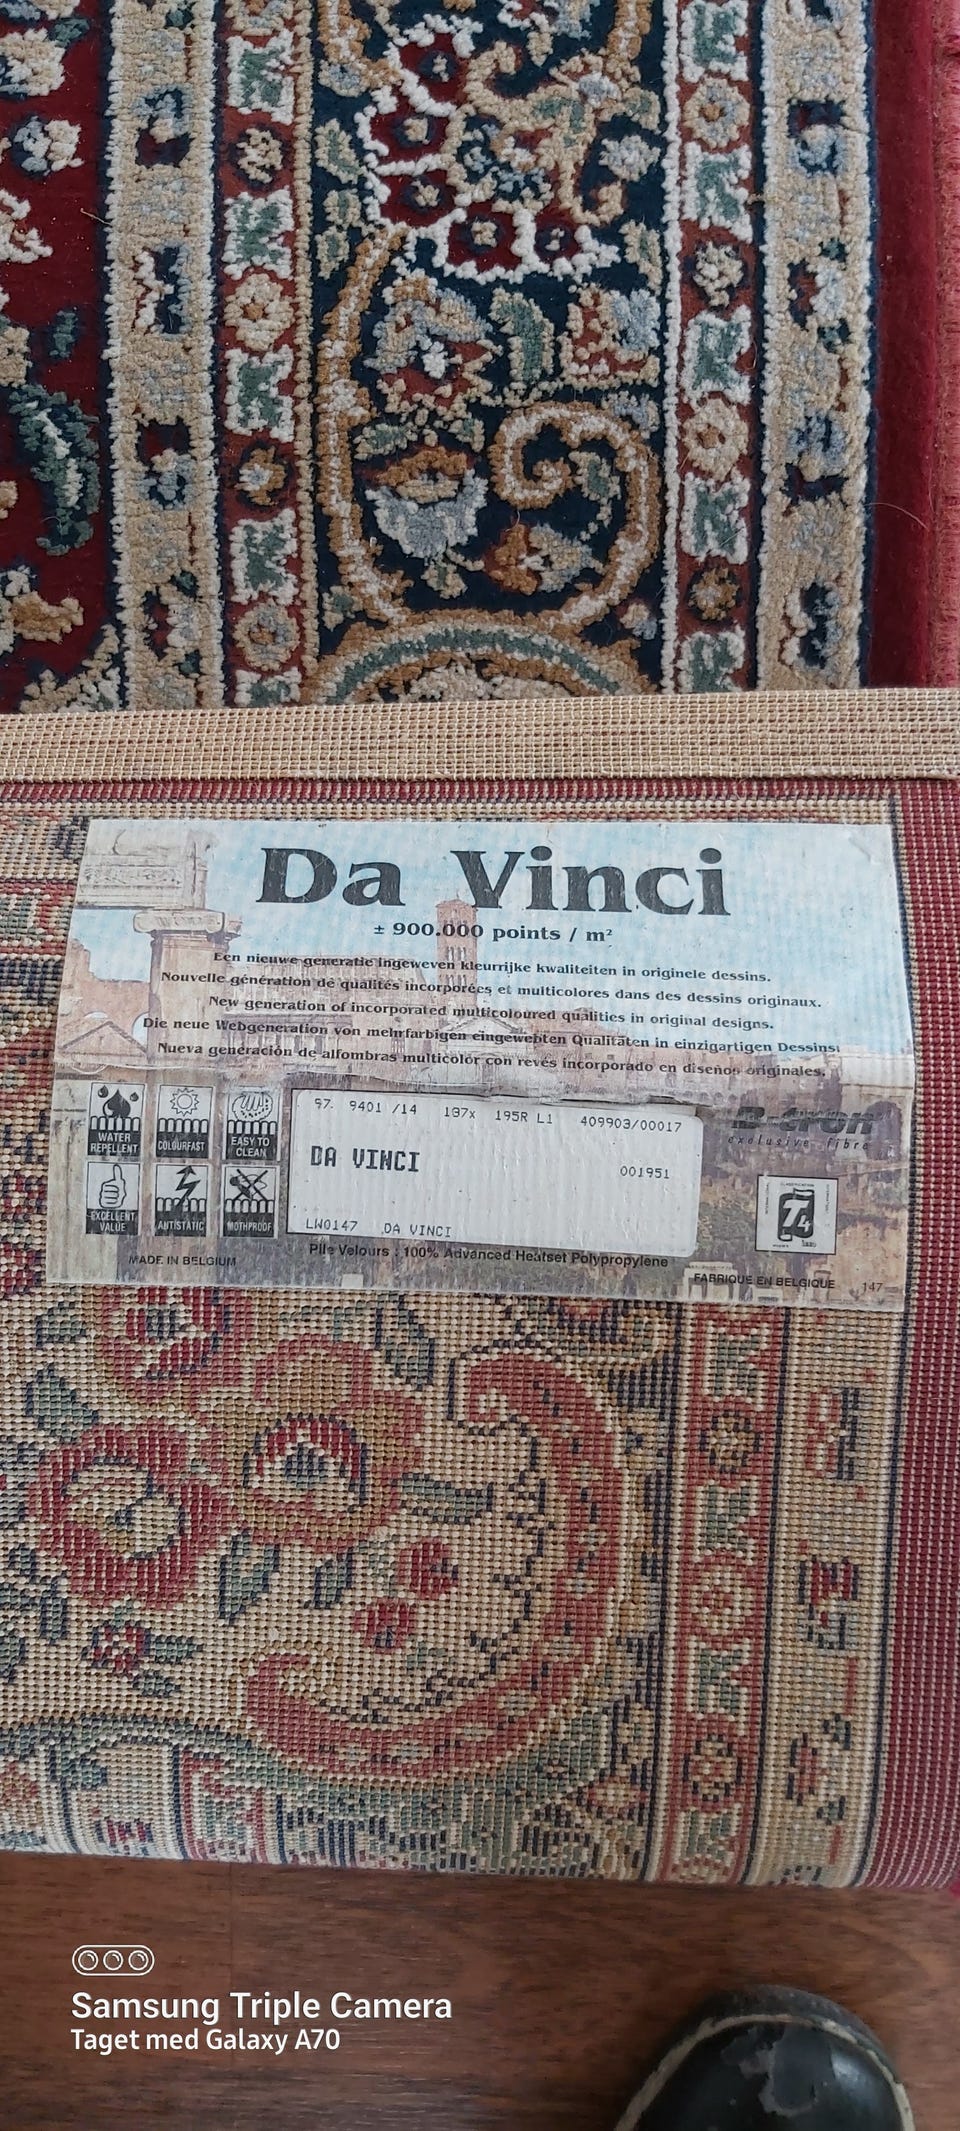 Da Vinci
± 900.000 points / m²
Een nieuwe generatie ingeweven kleurrijke kwaliteiten in originele dessins.
Nouvelle génération de qualités incorporées et multicolores dans des dessins originaux.
New generation of incorporated multicoloured qualities in original designs.
Die neue Webgeneration von mehrfarbigen eingewebten Qualitäten in einzigartigen Dessins.
Nueva generación de alfombras multicolor con revés incorporado en diseños originales.
WATER REPELLENT
COLOURFAST
EASY TO CLEAN
EXCELLENT VALUE
ANTISTATIC
MOTHPROOF
97. 9401 /14 137x 195R L1 409903/00017
DA VINCI
001951
LW0147 DA VINCI
exclusive fibre
T4
Pile Velours : 100% Advanced Heatset Polypropylene
MADE IN BELGIUM
FABRIQUE EN BELGIQUE
147
Samsung Triple Camera
Taget med Galaxy A70